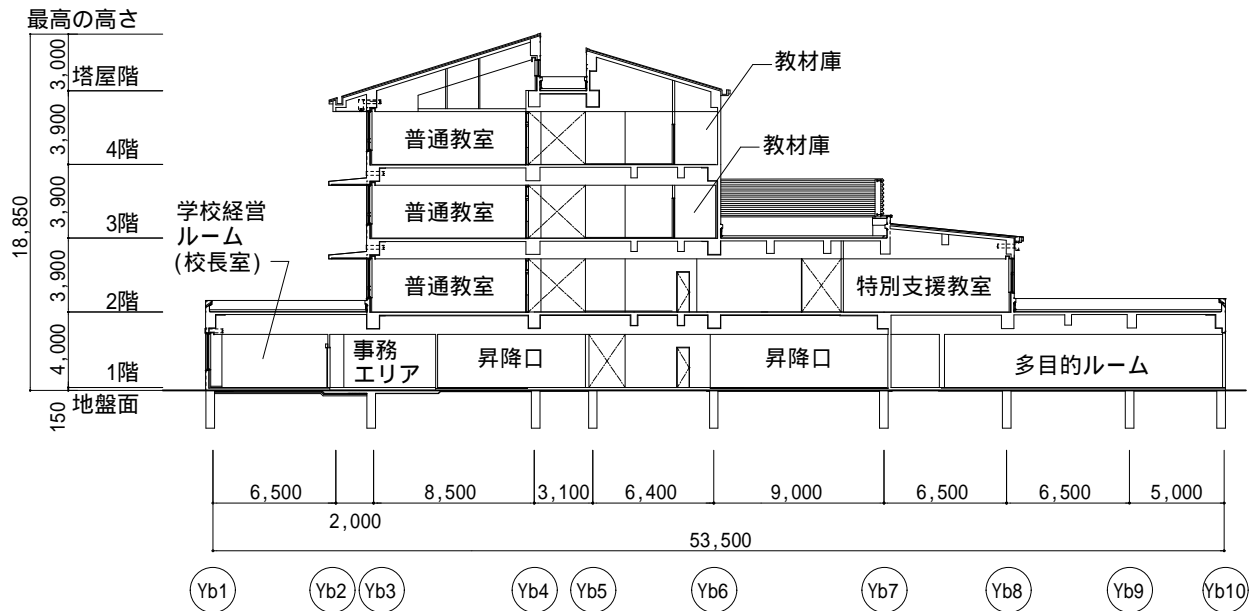 最高の高さ
3,000
塔屋階
教材庫
3,900
普通教室
4階
教材庫
18,850
3,900
普通教室
3階
学校経営
ルーム
(校長室)
3,900
普通教室
特別支援教室
2階
4,000
事務
エリア
昇降口
昇降口
多目的ルーム
1階
150
地盤面
6,500
8,500
3,100
6,400
9,000
6,500
6,500
5,000
2,000
53,500
Yb1
Yb2
Yb3
Yb4
Yb5
Yb6
Yb7
Yb8
Yb9
Yb10